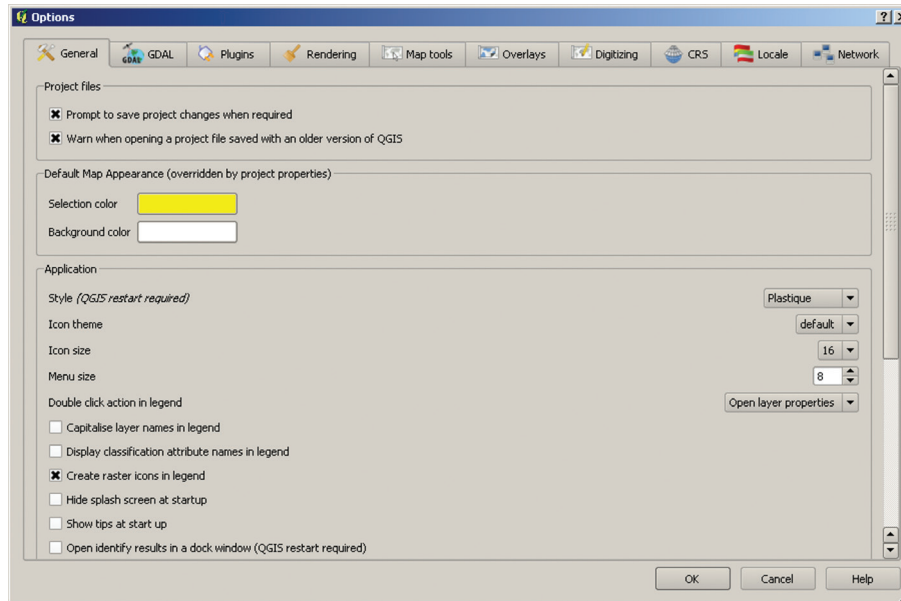 Options
General GDAL Plugins Rendering Map tools Overlays Digitizing CRS Locale Network
Project files
Prompt to save project changes when required
Warn when opening a project file saved with an older version of QGIS
Default Map Appearance (overridden by project properties)
Selection color
Background color
Application
Style (QGIS restart required) Plastique
Icon theme default
Icon size 16
Menu size 8
Double click action in legend Open layer properties
Capitalise layer names in legend
Display classification attribute names in legend
Create raster icons in legend
Hide splash screen at startup
Show tips at start up
Open identify results in a dock window (QGIS restart required)
OK Cancel Help